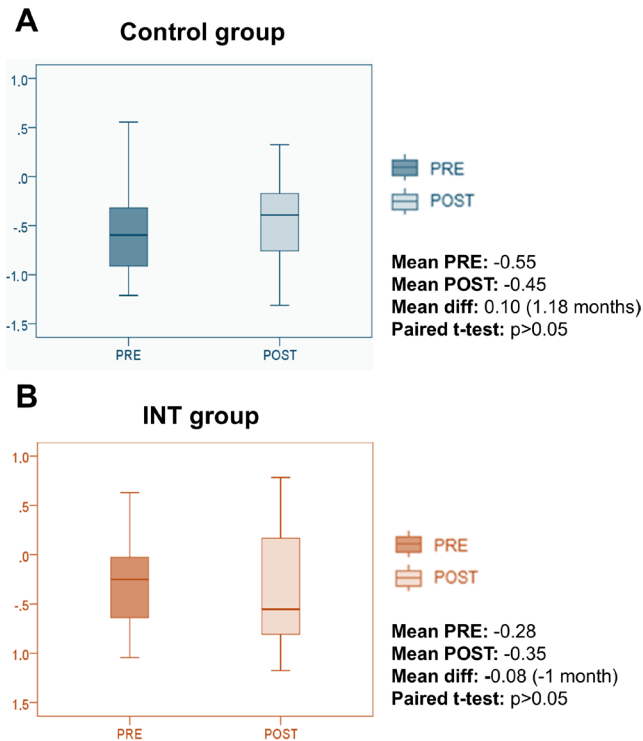 A
Control group
1.0
.5
.0
-.5
-1.0
-1.5
PRE
POST
PRE
POST
Mean PRE: -0.55
Mean POST: -0.45
Mean diff: 0.10 (1.18 months)
Paired t-test: p>0.05
B
INT group
1.0
.5
.0
-.5
1.0
1.5
PRE
POST
PRE
POST
Mean PRE: -0.28
Mean POST: -0.35
Mean diff: -0.08 (-1 month)
Paired t-test: p>0.05